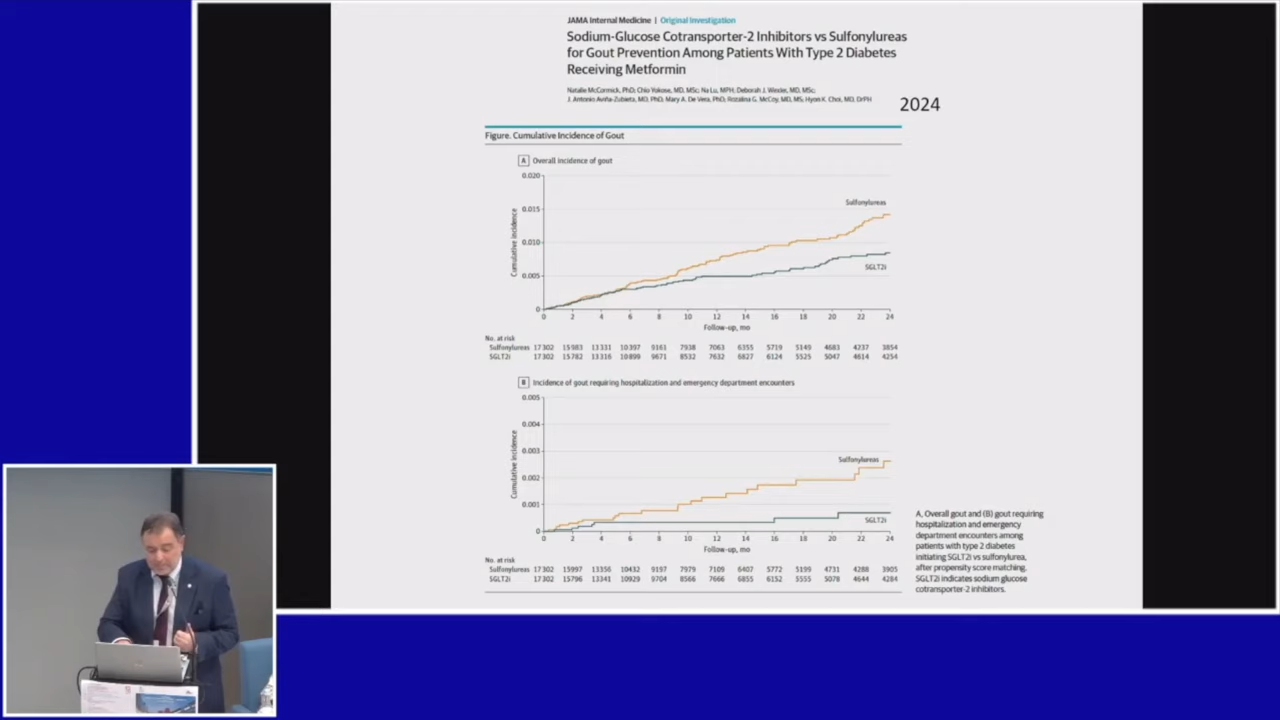 JAMA Internal Medicine | Original Investigation
Sodium-Glucose Cotransporter-2 Inhibitors vs Sulfonylureas
for Gout Prevention Among Patients With Type 2 Diabetes
Receiving Metformin
Natalie McCormick, PhD; Chio Yokose, MD, MSc; Na Lu, MPH; Deborah J. Wexler, MD, MSc;
J. Antonio Aviña-Zubieta, MD, PhD; Mary A. De Vera, PhD; Rozalina G. McCoy, MD, MS; Hyon K. Choi, MD, DrPH
2024
Figure. Cumulative Incidence of Gout
A Overall incidence of gout
0.020
0.015
0.010
0.005
0
Cumulative incidence
Sulfonylureas
SGLT2i
0 2 4 6 8 10 12 14 16 18 20 22 24
Follow-up, mo
No. at risk
Sulfonylureas 17302 15983 13331 10397 9161 7938 7063 6355 5719 5149 4683 4237 3854
SGLT2i 17302 15782 13316 10899 9671 8532 7632 6827 6124 5525 5047 4614 4254
B Incidence of gout requiring hospitalization and emergency department encounters
0.005
0.004
0.003
0.002
0.001
0
Cumulative incidence
Sulfonylureas
SGLT2i
0 2 4 6 8 10 12 14 16 18 20 22 24
Follow-up, mo
No. at risk
Sulfonylureas 17302 15997 13356 10432 9197 7979 7109 6407 5772 5199 4731 4288 3905
SGLT2i 17302 15796 13341 10929 9704 8566 7666 6855 6152 5555 5078 4644 4284
A, Overall gout and (B) gout requiring
hospitalization and emergency
department encounters among
patients with type 2 diabetes
initiating SGLT2i vs sulfonylurea,
after propensity score matching.
SGLT2i indicates sodium glucose
cotransporter-2 inhibitors.